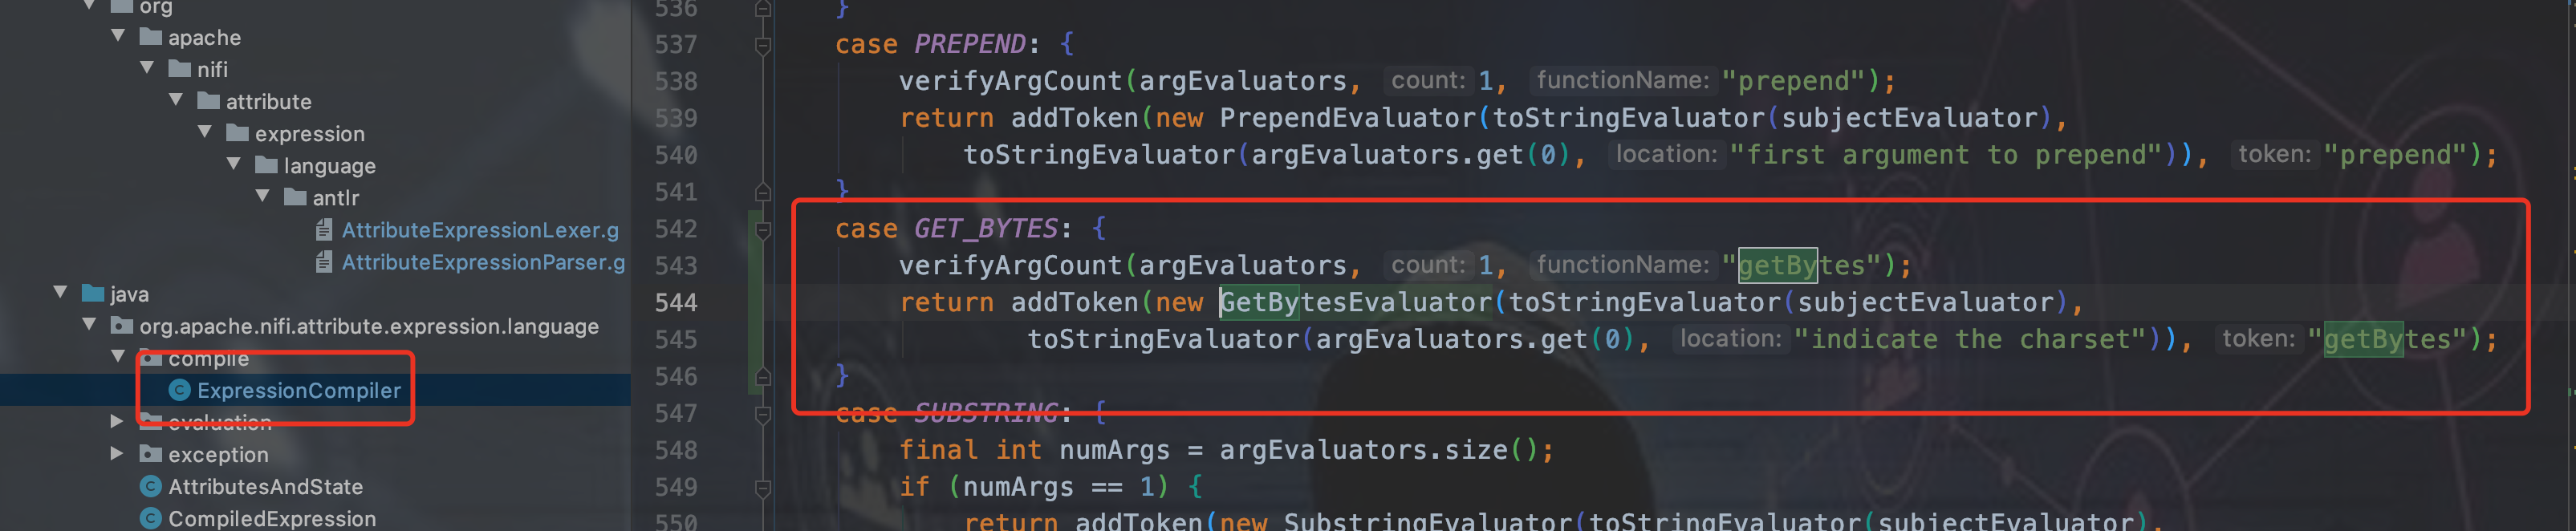 org
apache
nifi
attribute
expression
language
antlr
AttributeExpressionLexer.g
AttributeExpressionParser.g
java
org.apache.nifi.attribute.expression.language
compile
ExpressionCompiler
evaluation
exception
AttributesAndState
CompiledExpression
536 }
537 case PREPEND: {
538 verifyArgCount(argEvaluators, count: 1, functionName: "prepend");
539 return addToken(new PrependEvaluator(toStringEvaluator(subjectEvaluator),
540 toStringEvaluator(argEvaluators.get(0), location: "first argument to prepend")), token: "prepend");
541 }
542 case GET_BYTES: {
543 verifyArgCount(argEvaluators, count: 1, functionName: "getBytes");
544 return addToken(new GetBytesEvaluator(toStringEvaluator(subjectEvaluator),
545 toStringEvaluator(argEvaluators.get(0), location: "indicate the charset")), token: "getBytes");
546 }
547 case SUBSTRING: {
548 final int numArgs = argEvaluators.size();
549 if (numArgs == 1) {
550 return addToken(new SubstringEvaluator(toStringEvaluator(subjectEvaluator),